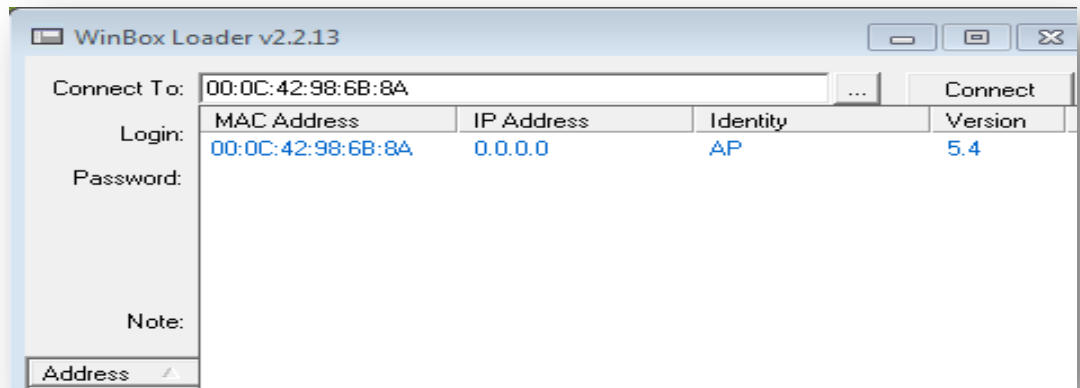 WinBox Loader v2.2.13
Connect To: 00:0C:42:98:6B:8A ... Connect
MAC Address IP Address Identity Version
Login:
00:0C:42:98:6B:8A 0.0.0.0 AP 5.4
Password:
Note:
Address